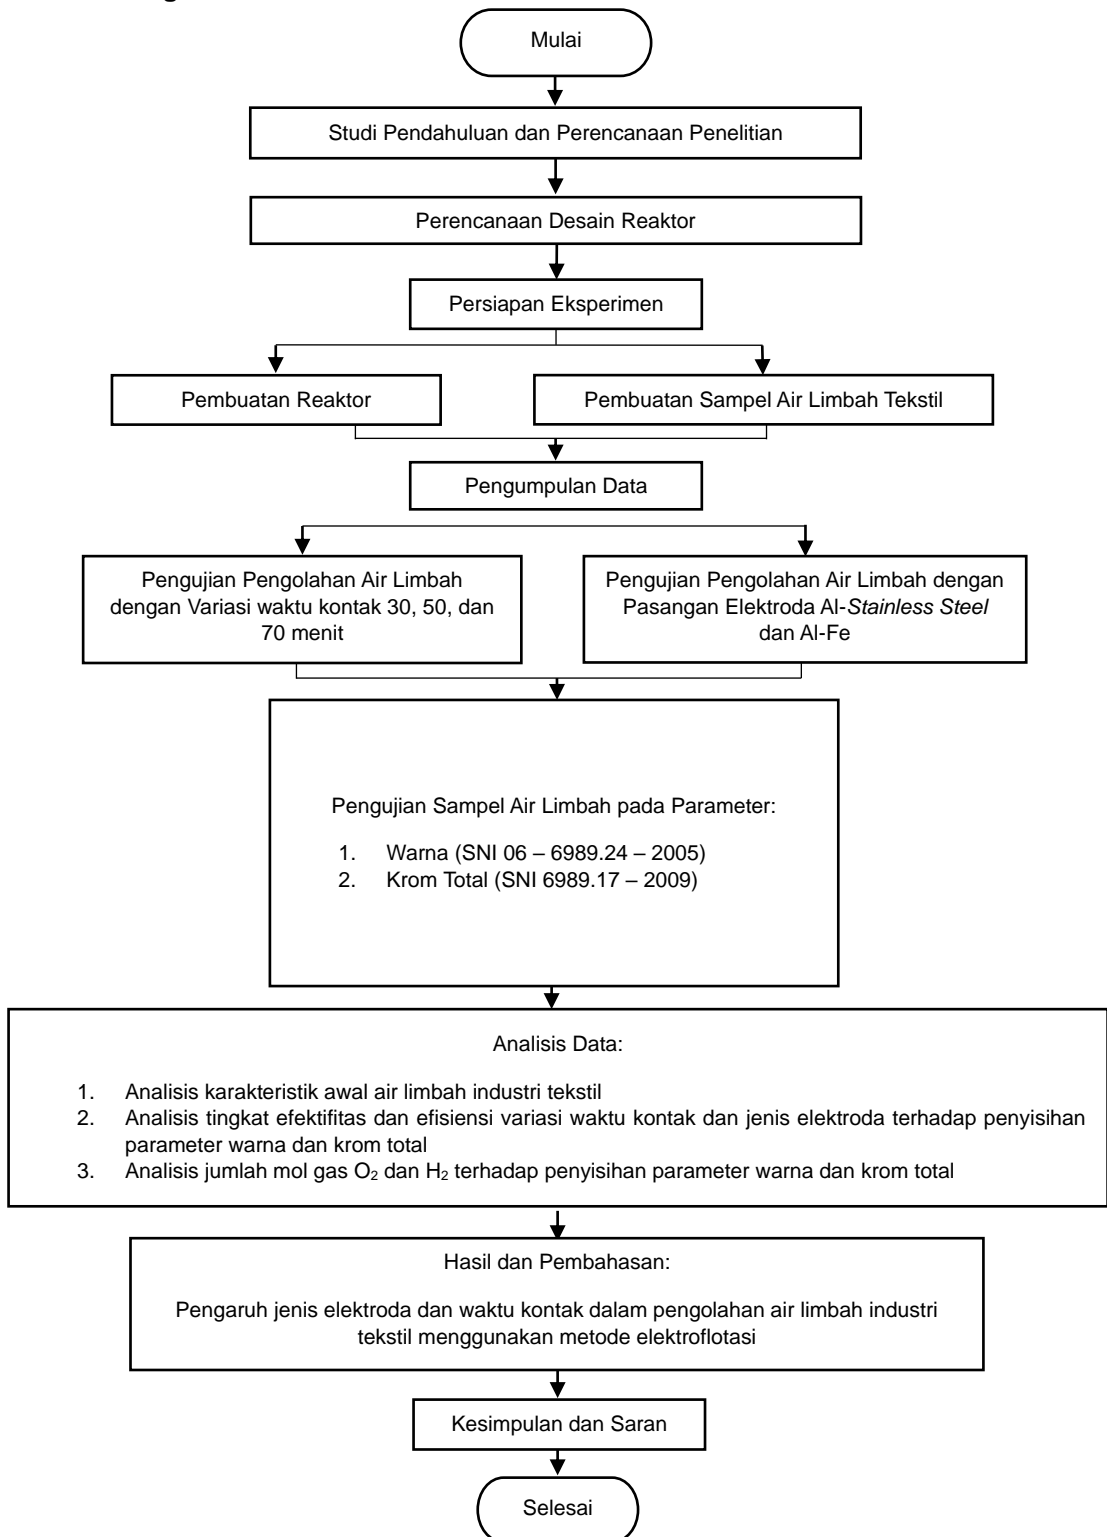 Mulai
Studi Pendahuluan dan Perencanaan Penelitian
Perencanaan Desain Reaktor
Persiapan Eksperimen
Pembuatan Reaktor
Pembuatan Sampel Air Limbah Tekstil
Pengumpulan Data
Pengujian Pengolahan Air Limbah
dengan Variasi waktu kontak 30, 50, dan
70 menit
Pengujian Pengolahan Air Limbah dengan
Pasangan Elektroda Al-Stainless Steel
dan Al-Fe
Pengujian Sampel Air Limbah pada Parameter:
1. Warna (SNI 06 – 6989.24 – 2005)
2. Krom Total (SNI 6989.17 – 2009)
Analisis Data:
1. Analisis karakteristik awal air limbah industri tekstil
2. Analisis tingkat efektifitas dan efisiensi variasi waktu kontak dan jenis elektroda terhadap penyisihan
parameter warna dan krom total
3. Analisis jumlah mol gas O₂ dan H₂ terhadap penyisihan parameter warna dan krom total
Hasil dan Pembahasan:
Pengaruh jenis elektroda dan waktu kontak dalam pengolahan air limbah industri
tekstil menggunakan metode elektroflotasi
Kesimpulan dan Saran
Selesai